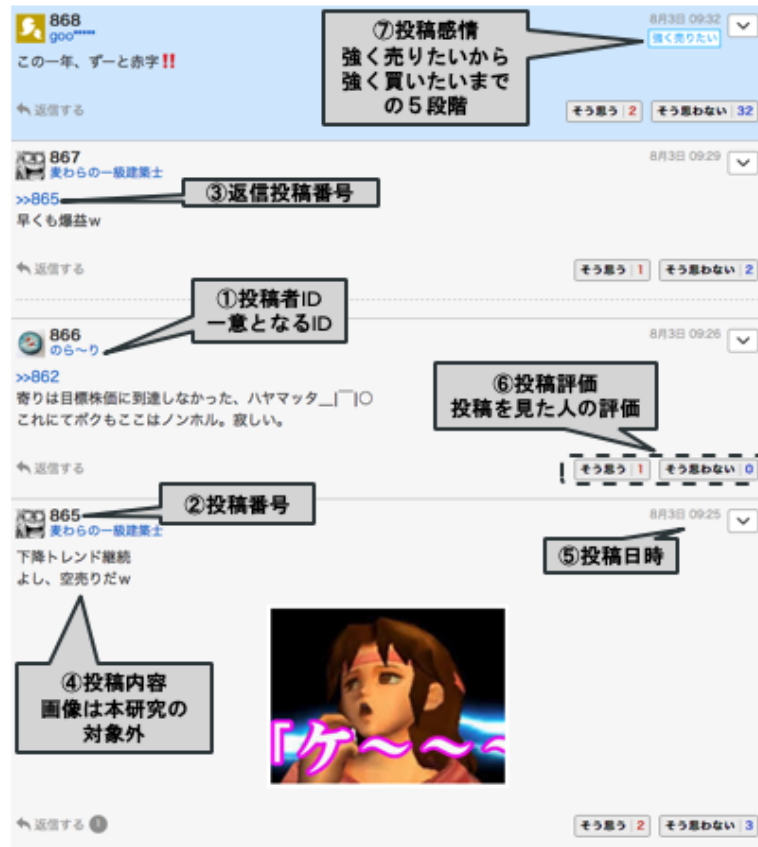 868
goo******
この一年、ずーと赤字!!
8月3日 09:32
強く売りたい
⑦投稿感情
強く売りたいから
強く買いたいまで
の5段階
返信する
そう思う 2 そう思わない 32
867
麦わらの一級建築士
8月3日 09:29
>>865
③返信投稿番号
早くも爆益w
返信する
そう思う 1 そう思わない 2
①投稿者ID
一意となるID
866
のら〜り
8月3日 09:26
>>862
寄りは目標株価に到達しなかった、ハヤマッタ__|￣|○
これにてボクもここはノンホル。寂しい。
⑥投稿評価
投稿を見た人の評価
返信する
そう思う 1 そう思わない 0
865
麦わらの一級建築士
②投稿番号
8月3日 09:25
⑤投稿日時
下降トレンド継続
よし、空売りだw
④投稿内容
画像は本研究の
対象外
「ケ〜〜〜
返信する 1
そう思う 2 そう思わない 3